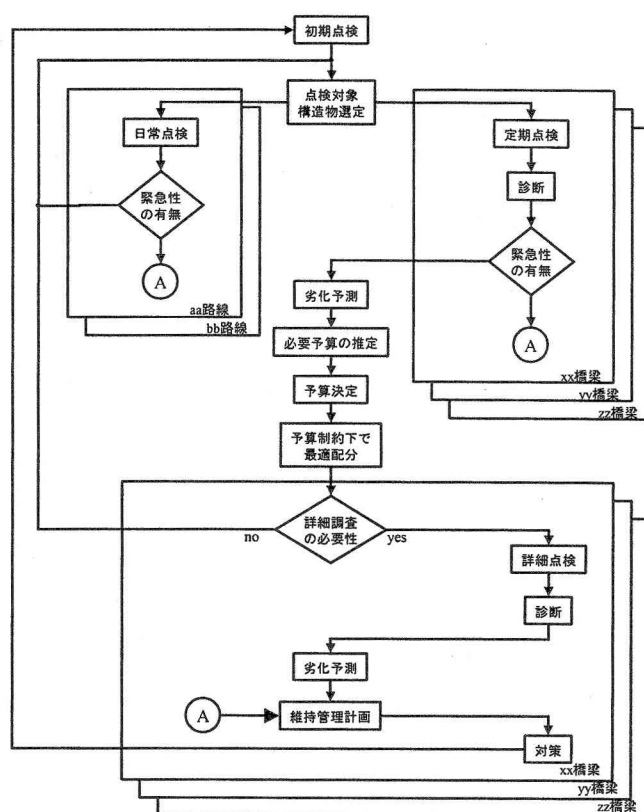 初期点検
点検対象
構造物選定
日常点検
緊急性
の有無
A
aa路線
bb路線
定期点検
診断
緊急性
の有無
A
xx橋梁
yy橋梁
zz橋梁
劣化予測
必要予算の推定
予算決定
予算制約下で
最適配分
詳細調査
の必要性
no
yes
詳細点検
診断
劣化予測
A
維持管理計画
対策
xx橋梁
yy橋梁
zz橋梁